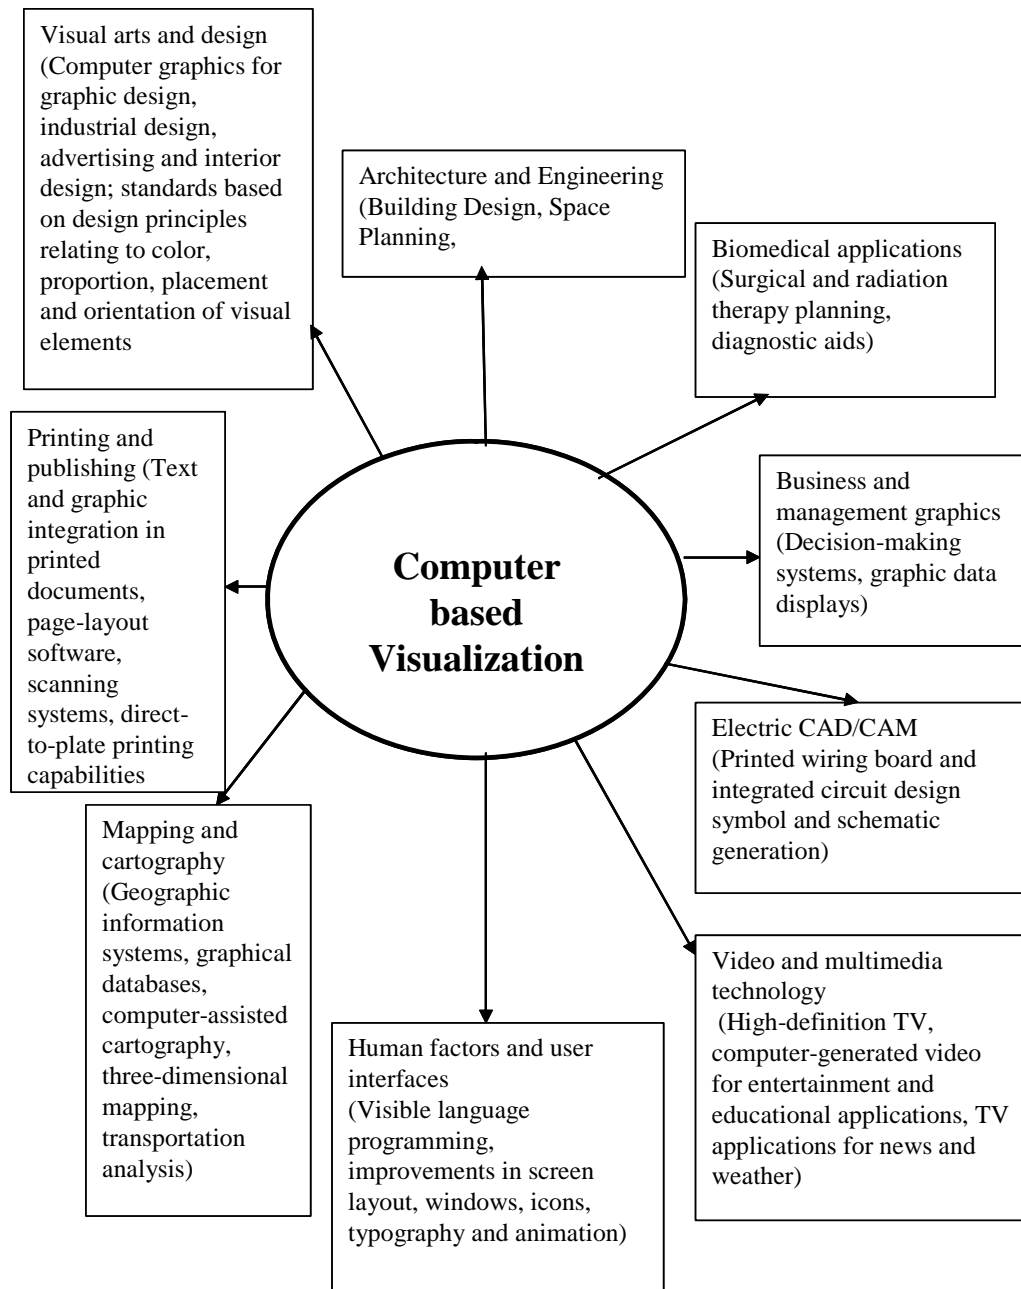 Visual arts and design
(Computer graphics for
graphic design,
industrial design,
advertising and interior
design; standards based
on design principles
relating to color,
proportion, placement
and orientation of visual
elements
Architecture and Engineering
(Building Design, Space
Planning,
Biomedical applications
(Surgical and radiation
therapy planning,
diagnostic aids)
Printing and
publishing (Text
and graphic
integration in
printed
documents,
page-layout
software,
scanning
systems, direct-
to-plate printing
capabilities
Computer
based
Visualization
Business and
management graphics
(Decision-making
systems, graphic data
displays)
Electric CAD/CAM
(Printed wiring board and
integrated circuit design
symbol and schematic
generation)
Mapping and
cartography
(Geographic
information
systems, graphical
databases,
computer-assisted
cartography,
three-dimensional
mapping,
transportation
analysis)
Human factors and user
interfaces
(Visible language
programming,
improvements in screen
layout, windows, icons,
typography and animation)
Video and multimedia
technology
(High-definition TV,
computer-generated video
for entertainment and
educational applications, TV
applications for news and
weather)